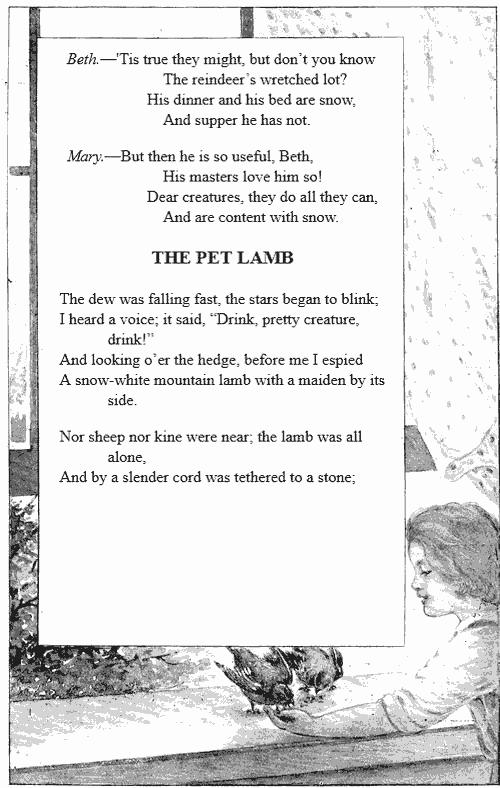 Beth.—'Tis true they might, but don’t you know
The reindeer’s wretched lot?
His dinner and his bed are snow,
And supper he has not.
Mary.—But then he is so useful, Beth,
His masters love him so!
Dear creatures, they do all they can,
And are content with snow.
THE PET LAMB
The dew was falling fast, the stars began to blink;
I heard a voice; it said, “Drink, pretty creature,
drink!”
And looking o’er the hedge, before me I espied
A snow-white mountain lamb with a maiden by its
side.
Nor sheep nor kine were near; the lamb was all
alone,
And by a slender cord was tethered to a stone;